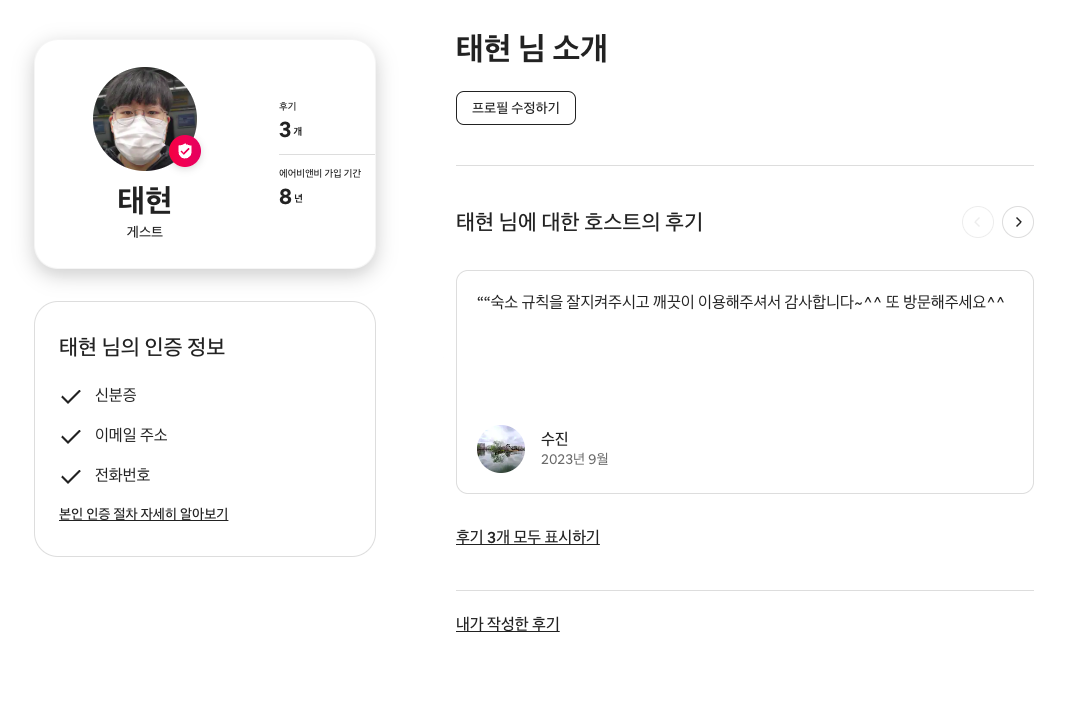 태현
게스트
후기
3개
에어비앤비 가입 기간
8년
태현 님의 인증 정보
신분증
이메일 주소
전화번호
본인 인증 절차 자세히 알아보기
태현 님 소개
프로필 수정하기
태현 님에 대한 호스트의 후기
““숙소 규칙을 잘지켜주시고 깨끗이 이용해주셔서 감사합니다~^^ 또 방문해주세요^^
수진
2023년 9월
후기 3개 모두 표시하기
내가 작성한 후기